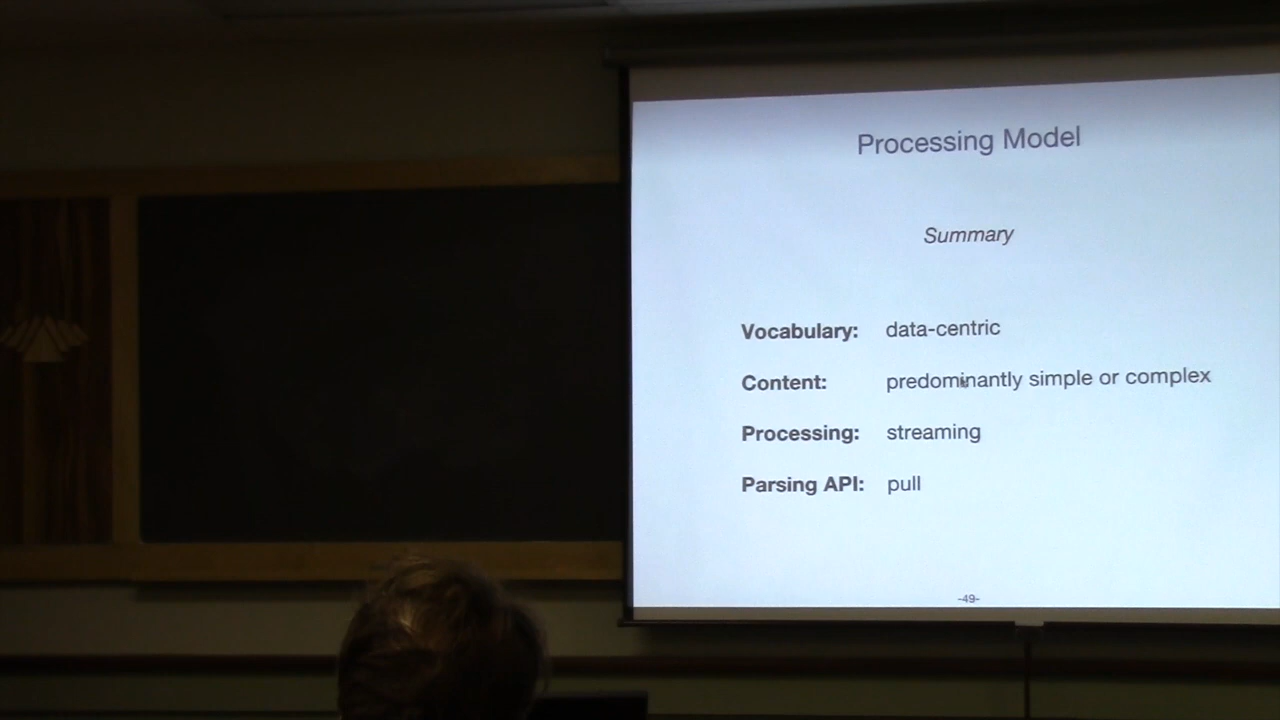 Processing Model
Summary
Vocabulary: data-centric
Content: predominantly simple or complex
Processing: streaming
Parsing API: pull
-49-